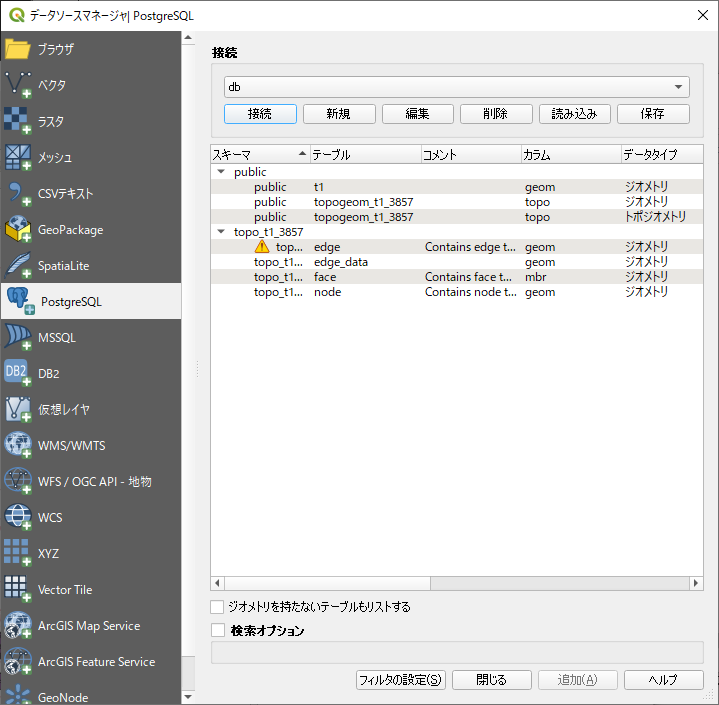 データソースマネージャ| PostgreSQL
ブラウザ
ベクタ
ラスタ
メッシュ
CSVテキスト
GeoPackage
SpatiaLite
PostgreSQL
MSSQL
DB2
DB2
仮想レイヤ
WMS/WMTS
WFS / OGC API - 地物
WCS
XYZ
Vector Tile
ArcGIS Map Service
ArcGIS Feature Service
GeoNode
接続
db
接続 新規 編集 削除 読み込み 保存
スキーマ テーブル コメント カラム データタイプ
public
public t1 geom ジオメトリ
public topogeom_t1_3857 topo ジオメトリ
public topogeom_t1_3857 topo トポジオメトリ
topo_t1_3857
top... edge Contains edge t... geom ジオメトリ
topo_t1... edge_data geom ジオメトリ
topo_t1... face Contains face t... mbr ジオメトリ
topo_t1... node Contains node t... geom ジオメトリ
ジオメトリを持たないテーブルもリストする
検索オプション
フィルタの設定(S) 閉じる 追加(A) ヘルプ